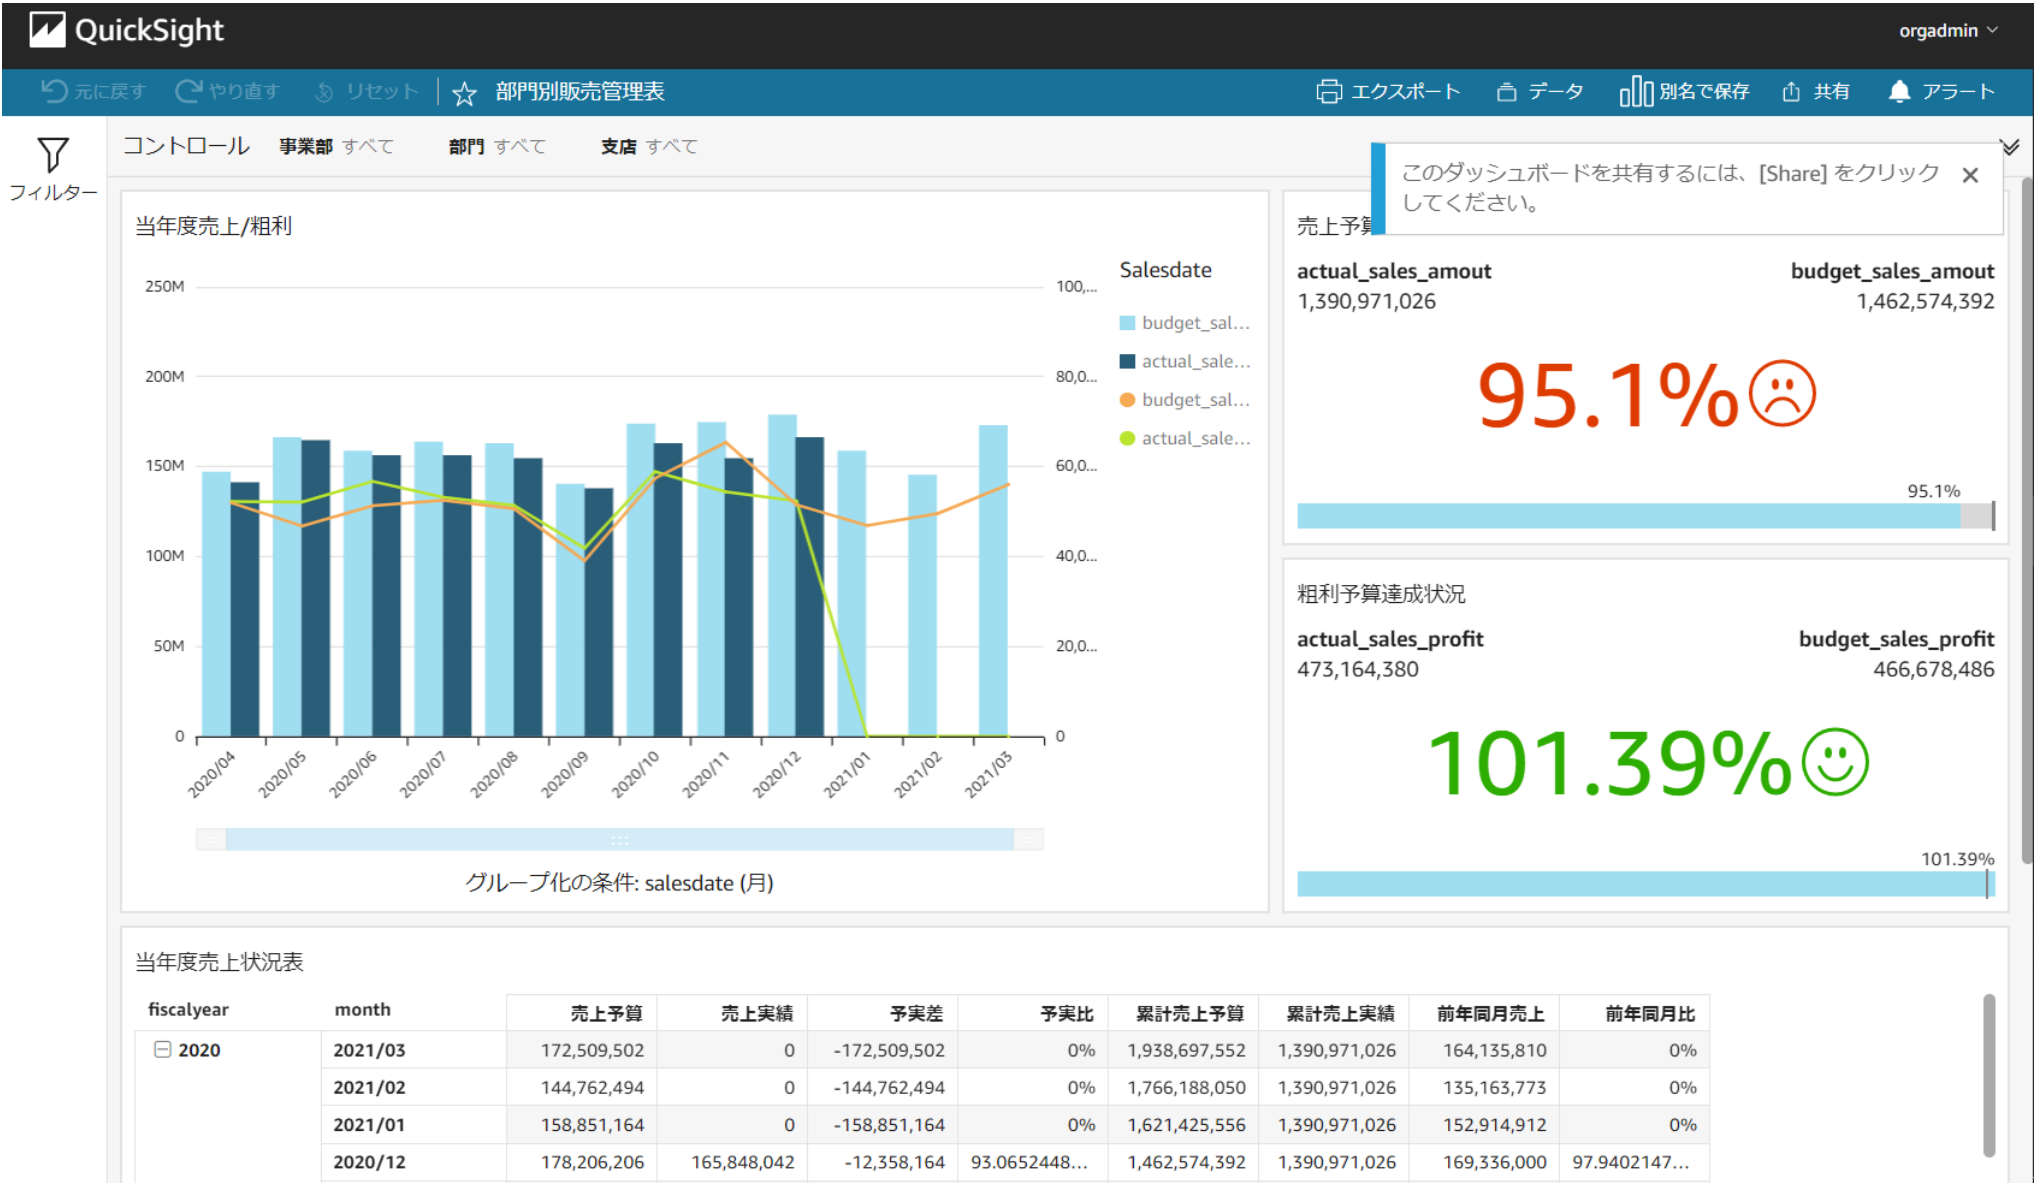 QuickSight
orgadmin
元に戻す やり直す リセット 部門別販売管理表 エクスポート データ 別名で保存 共有 アラート
フィルター
コントロール 事業部 すべて 部門 すべて 支店 すべて
このダッシュボードを共有するには、[Share] をクリック
してください。
当年度売上/粗利
250M
200M
150M
100M
50M
0
100,...
80,0...
60,0...
40,0...
20,0...
0
Salesdate
budget_sal...
actual_sale...
budget_sal...
actual_sale...
2020/04 2020/05 2020/06 2020/07 2020/08 2020/09 2020/10 2020/11 2020/12 2021/01 2021/02 2021/03
グループ化の条件: salesdate (月)
売上予算
actual_sales_amout budget_sales_amout
1,390,971,026 1,462,574,392
95.1%
95.1%
粗利予算達成状況
actual_sales_profit budget_sales_profit
473,164,380 466,678,486
101.39%
101.39%
当年度売上状況表
fiscalyear month 売上予算 売上実績 予実差 予実比 累計売上予算 累計売上実績 前年同月売上 前年同月比
2020 2021/03 172,509,502 0 -172,509,502 0% 1,938,697,552 1,390,971,026 164,135,810 0%
2021/02 144,762,494 0 -144,762,494 0% 1,766,188,050 1,390,971,026 135,163,773 0%
2021/01 158,851,164 0 -158,851,164 0% 1,621,425,556 1,390,971,026 152,914,912 0%
2020/12 178,206,206 165,848,042 -12,358,164 93.0652448... 1,462,574,392 1,390,971,026 169,336,000 97.9402147...